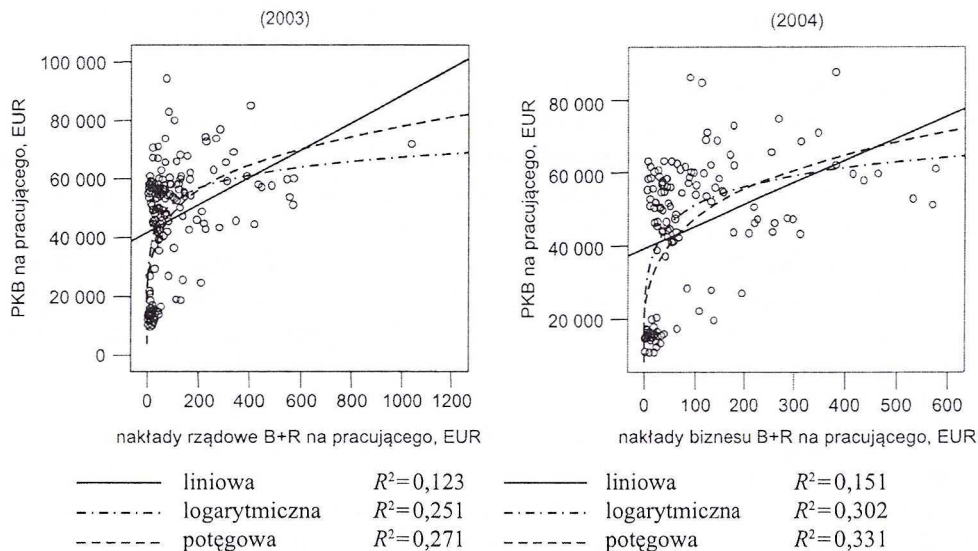 (2003)
PKB na pracującego, EUR
100 000
80 000
60 000
40 000
20 000
0
0 200 400 600 800 1000 1200
nakłady rządowe B+R na pracującego, EUR
liniowa R²=0,123
logarytmiczna R²=0,251
potęgowa R²=0,271
(2004)
PKB na pracującego, EUR
80 000
60 000
40 000
20 000
0 100 200 300 400 500 600
nakłady biznesu B+R na pracującego, EUR
liniowa R²=0,151
logarytmiczna R²=0,302
potęgowa R²=0,331